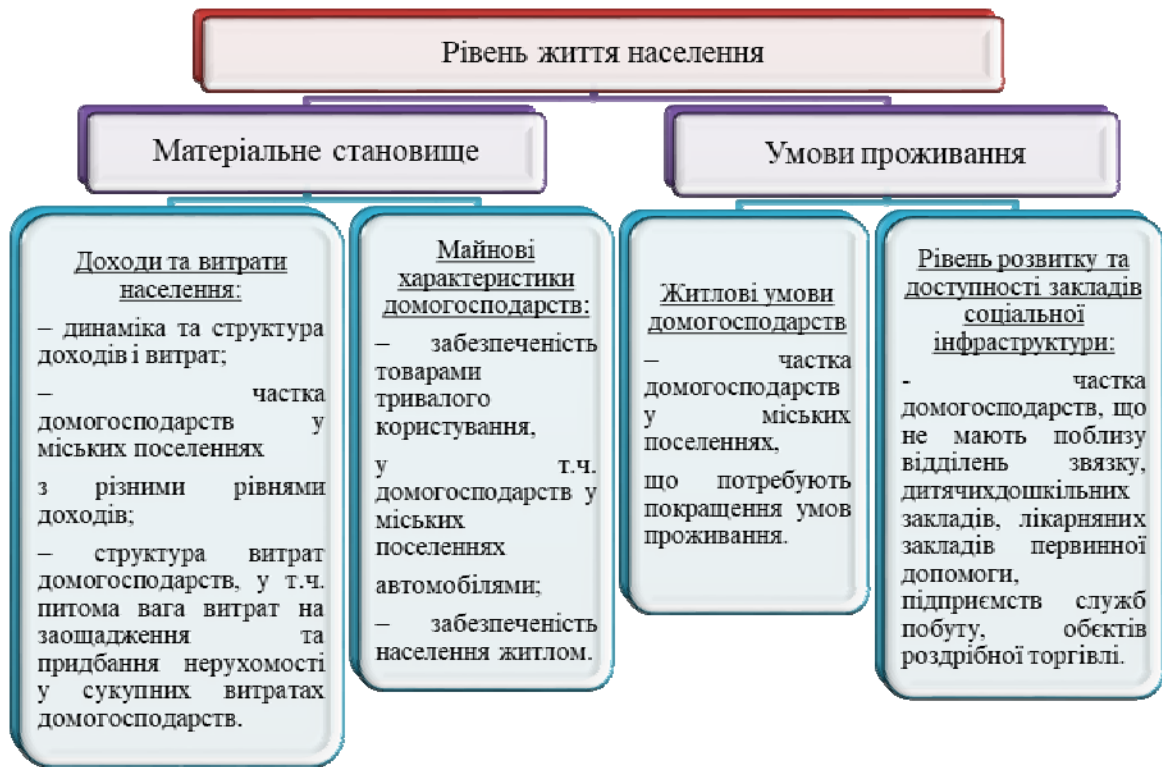 Рівень життя населення
Матеріальне становище
Умови проживання
Доходи та витрати
населення:
– динаміка та структура
доходів і витрат;
– частка
домогосподарств у
міських поселеннях
з різними рівнями
доходів;
– структура витрат
домогосподарств, у т.ч.
питома вага витрат на
заощадження та
придбання нерухомості
у сукупних витратах
домогосподарств.
Майнові
характеристики
домогосподарств:
– забезпеченість
товарами
тривалого
користування,
у т.ч.
домогосподарств у
міських
поселеннях
автомобілями;
– забезпеченість
населення житлом.
Житлові умови
домогосподарств
– частка
домогосподарств
у міських
поселеннях,
що потребують
покращення умов
проживання.
Рівень розвитку та
доступності закладів
соціальної
інфраструктури:
- частка
домогосподарств, що
не мають поблизу
відділень звязку,
дитячихдошкільних
закладів, лікарняних
закладів первинної
допомоги,
підприємств служб
побуту, обєктів
роздрібної торгівлі.